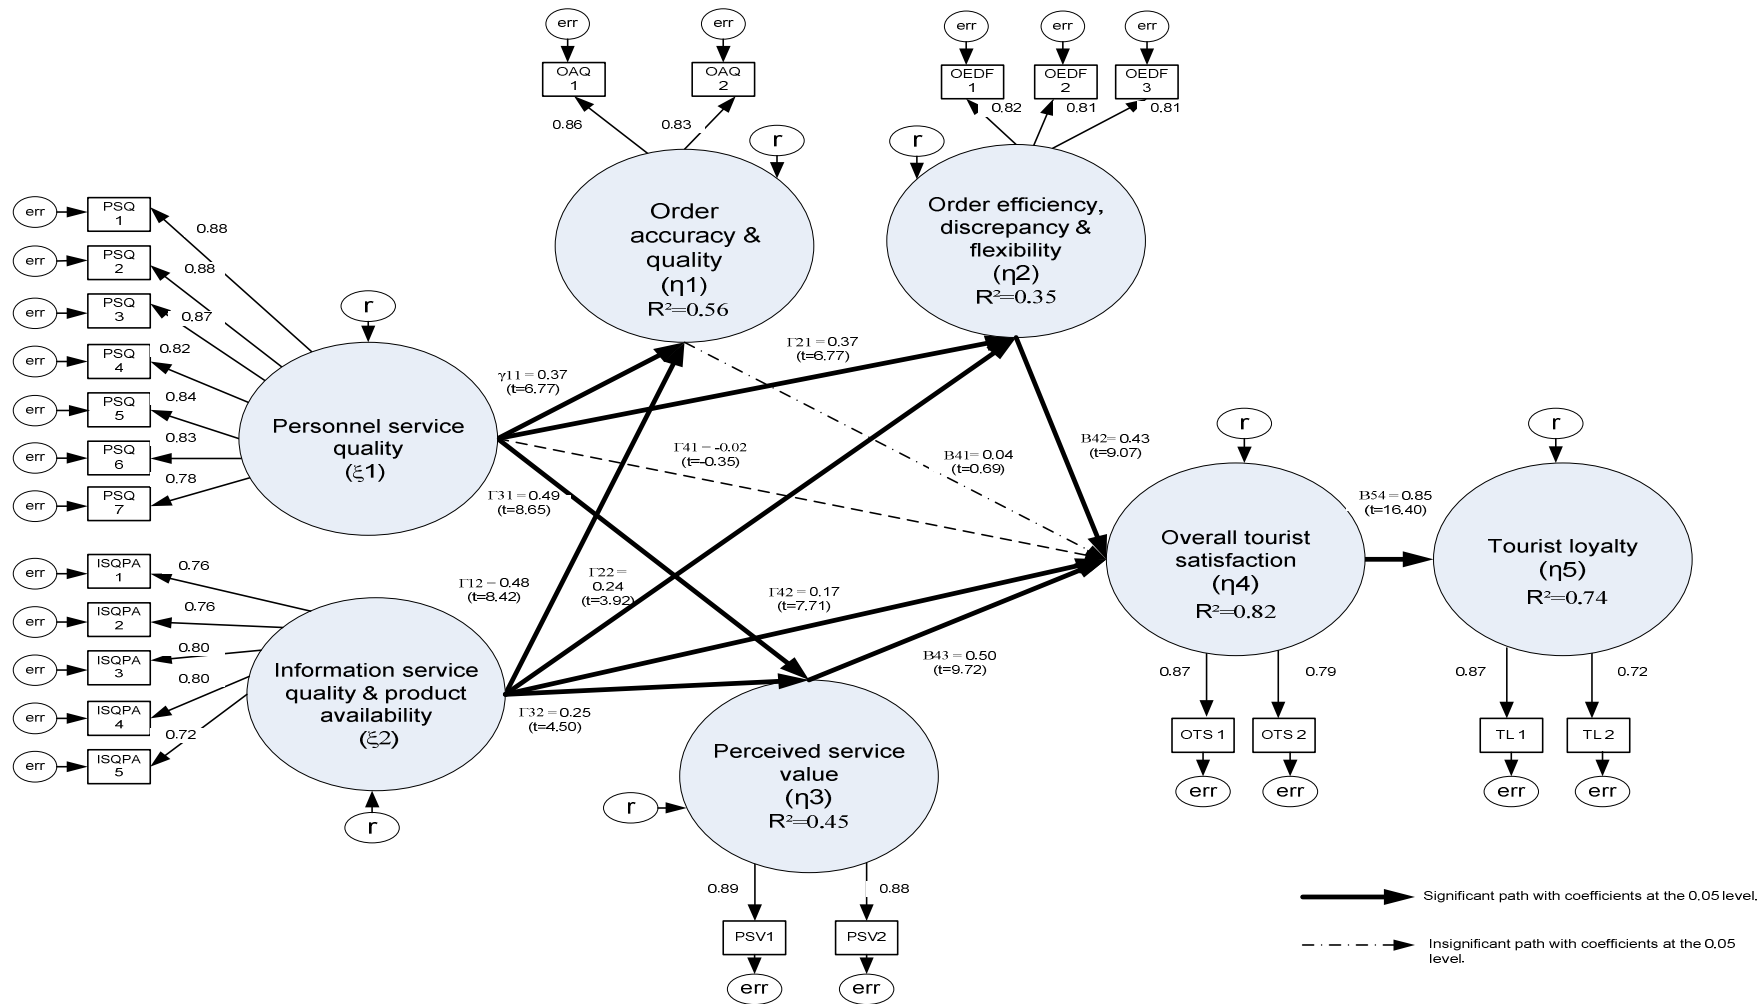 err
err
err
err
err
OAQ
1
OAQ
2
OEDF
1
OEDF
2
OEDF
3
0.86
0.83
0.82
0.81
0.81
r
r
Order
accuracy &
quality
(η1)
R²=0.56
Order efficiency,
discrepancy &
flexibility
(η2)
R²=0.35
err
PSQ
1
0.88
err
PSQ
2
0.88
err
PSQ
3
0.87
err
PSQ
4
0.82
err
PSQ
5
0.84
err
PSQ
6
0.83
err
PSQ
7
0.78
r
Personnel service
quality
(ξ1)
γ11 = 0.37
(t=6.77)
Γ21 = 0.37
(t=6.77)
Γ41 = -0.02
(t=-0.35)
B41 = 0.04
(t=0.69)
B42 = 0.43
(t=9.07)
Γ31 = 0.49
(t=8.65)
r
r
Overall tourist
satisfaction
(η4)
R²=0.82
B54 = 0.85
(t=16.40)
Tourist loyalty
(η5)
R²=0.74
err
ISQPA
1
0.76
err
ISQPA
2
0.76
err
ISQPA
3
0.80
err
ISQPA
4
0.80
err
ISQPA
5
0.72
Information service
quality & product
availability
(ξ2)
r
Γ12 = 0.48
(t=8.42)
Γ22 =
0.24
(t=3.92)
Γ42 = 0.17
(t=7.71)
B43 = 0.50
(t=9.72)
Γ32 = 0.25
(t=4.50)
Perceived service
value
(η3)
R²=0.45
r
0.87
0.79
0.87
0.72
OTS 1
OTS 2
TL 1
TL 2
err
err
err
err
0.89
0.88
PSV1
PSV2
err
err
Significant path with coefficients at the 0.05 level.
Insignificant path with coefficients at the 0.05
level.